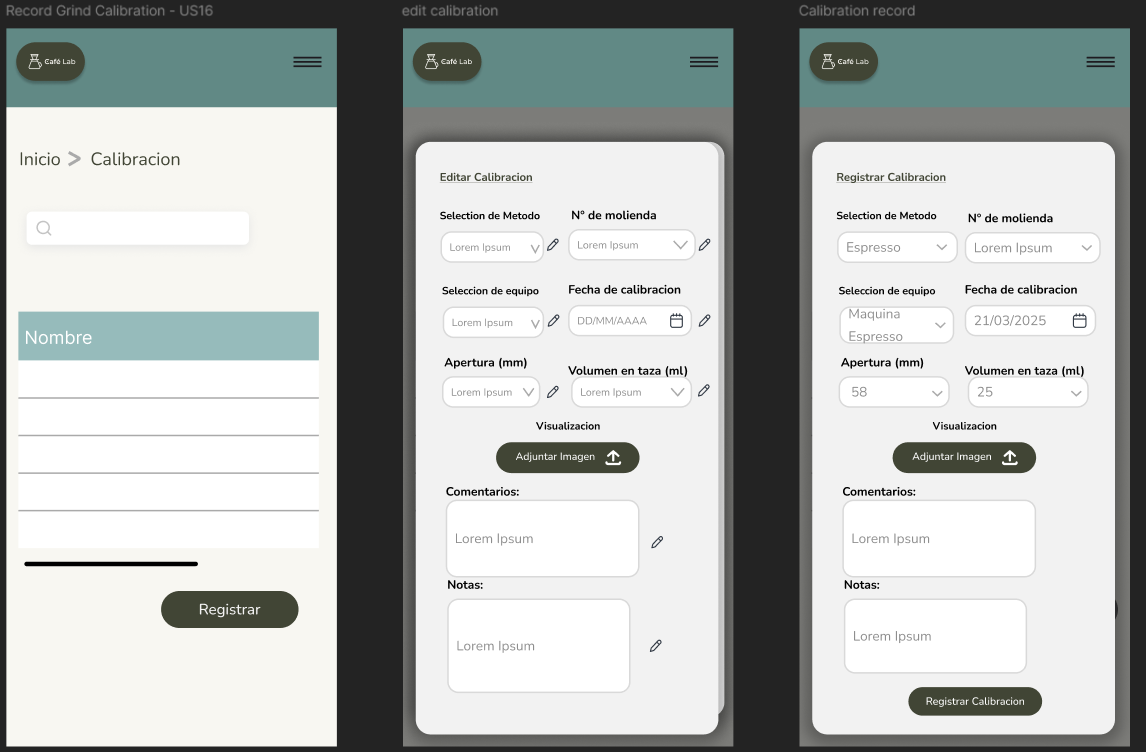 Record Grind Calibration - US16
Café Lab
Inicio > Calibracion
Nombre
Registrar
edit calibration
Café Lab
Editar Calibracion
Selection de Metodo
N° de molienda
Lorem Ipsum
Lorem Ipsum
Seleccion de equipo
Fecha de calibracion
Lorem Ipsum
DD/MM/AAAA
Apertura (mm)
Volumen en taza (ml)
Lorem Ipsum
Lorem Ipsum
Visualizacion
Adjuntar Imagen
Comentarios:
Lorem Ipsum
Notas:
Lorem Ipsum
Calibration record
Café Lab
Registrar Calibracion
Selection de Metodo
N° de molienda
Espresso
Lorem Ipsum
Seleccion de equipo
Fecha de calibracion
Maquina
Espresso
21/03/2025
Apertura (mm)
Volumen en taza (ml)
58
25
Visualizacion
Adjuntar Imagen
Comentarios:
Lorem Ipsum
Notas:
Lorem Ipsum
Registrar Calibracion